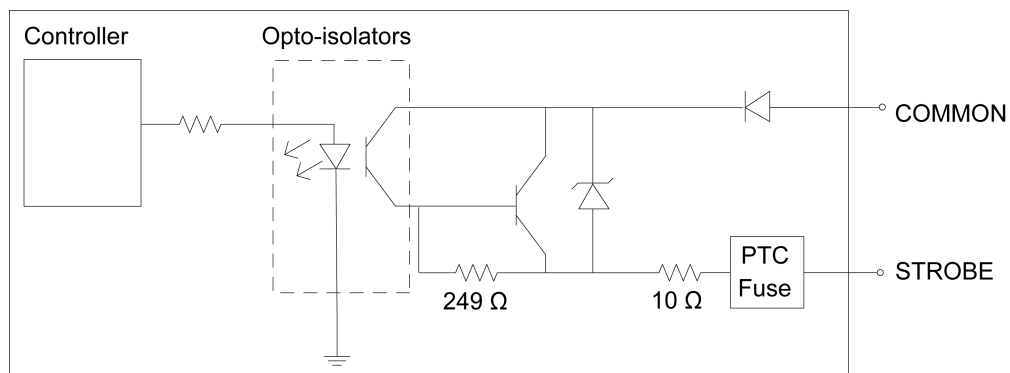 Controller
Opto-isolators
COMMON
PTC
Fuse
STROBE
249 Ω
10 Ω